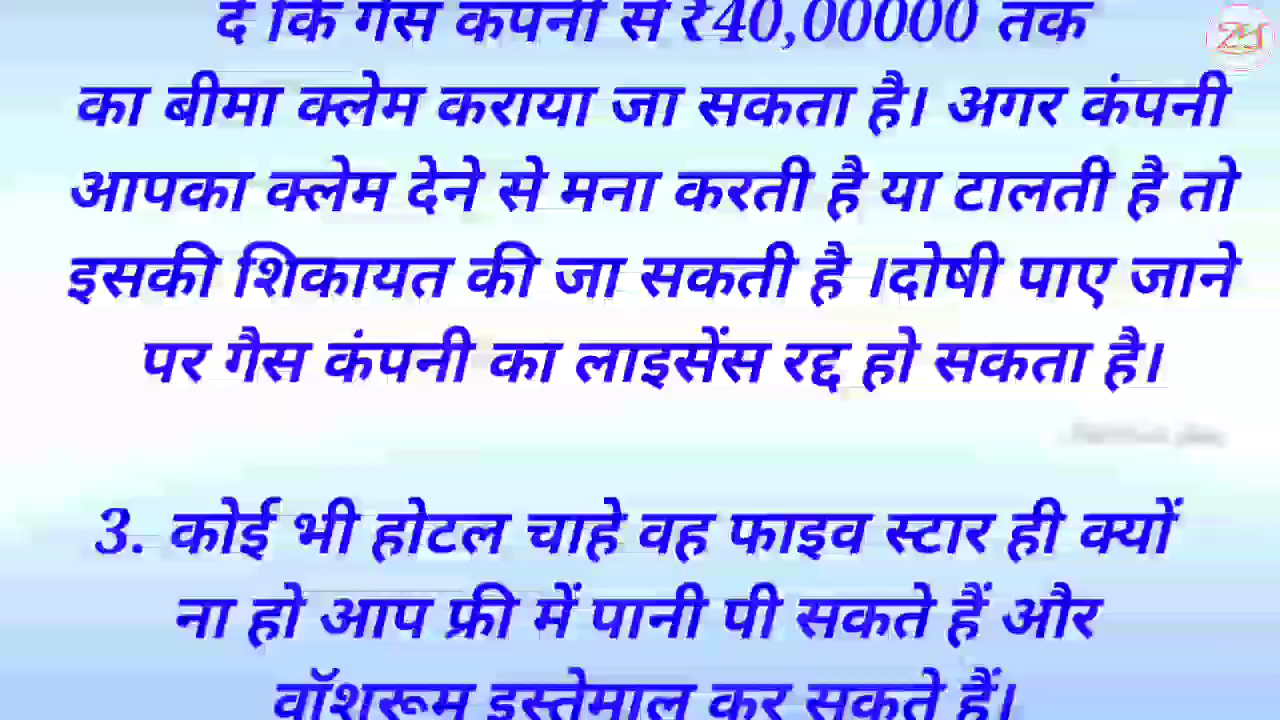 दें कि गैस कंपनी से ₹40,00000 तक
का बीमा क्लेम कराया जा सकता है। अगर कंपनी
आपका क्लेम देने से मना करती है या टालती है तो
इसकी शिकायत की जा सकती है ।दोषी पाए जाने
पर गैस कंपनी का लाइसेंस रद्द हो सकता है।
3. कोई भी होटल चाहे वह फाइव स्टार ही क्यों
ना हो आप फ्री में पानी पी सकते हैं और
वॉशरूम इस्तेमाल कर सकते हैं।